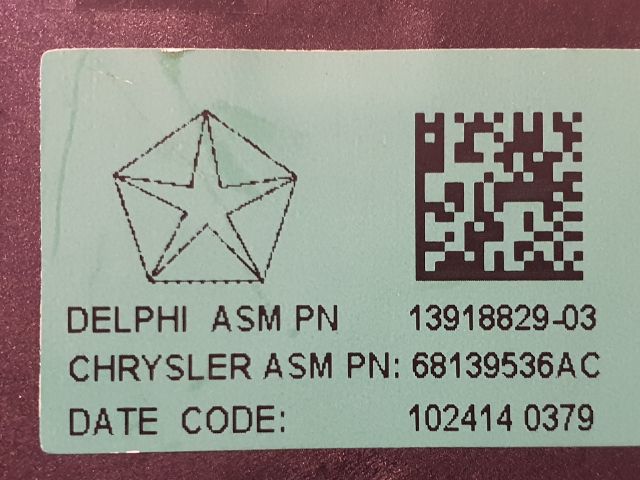 DELPHI ASM PN 13918829-03
CHRYSLER ASM PN: 68139536AC
DATE CODE: 102414 0379